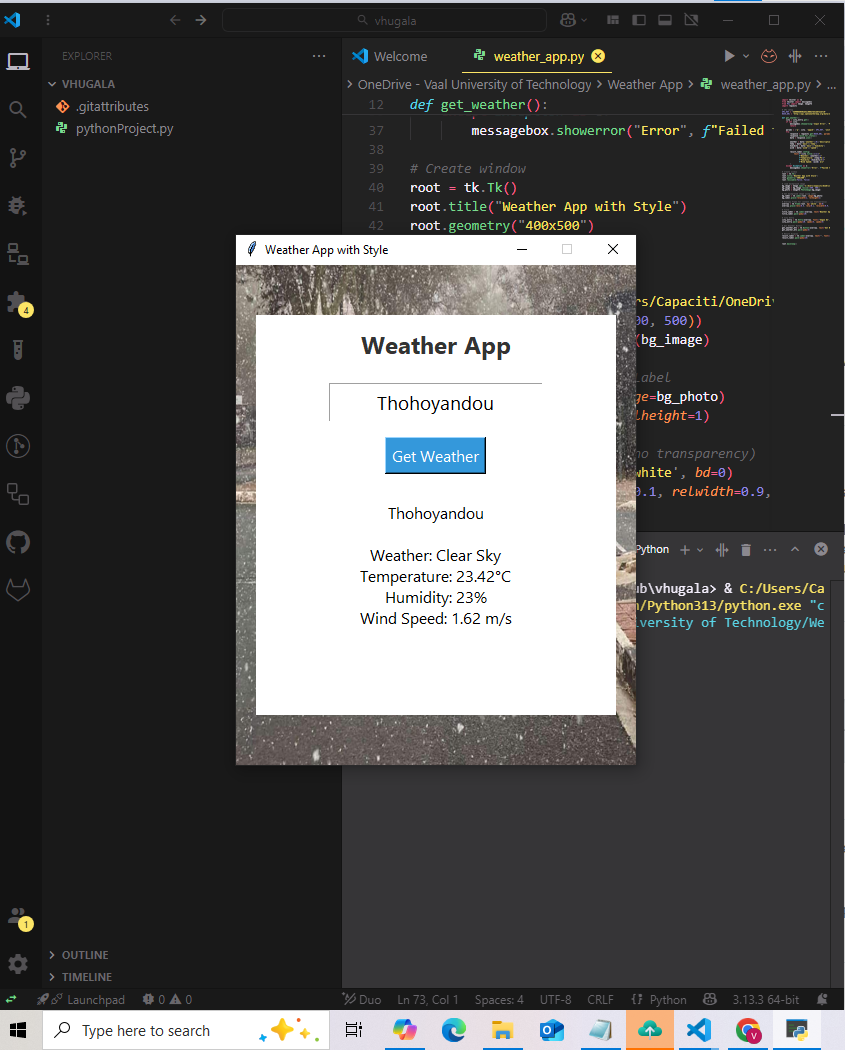 vhugala
EXPLORER
VHUGALA
.gitattributes
pythonProject.py
OUTLINE
TIMELINE
Welcome
weather_app.py
OneDrive - Vaal University of Technology > Weather App > weather_app.py > ...
12 def get_weather():
37 messagebox.showerror("Error", f"Failed
38
39 # Create window
40 root = tk.Tk()
41 root.title("Weather App with Style")
42 root.geometry("400x500")
rs/Capaciti/OneDriv
00, 500))
(bg_image)
label
ge=bg_photo)
lheight=1)
no transparency)
white', bd=0)
0.1, relwidth=0.9,
Weather App with Style
Weather App
Thohoyandou
Get Weather
Thohoyandou
Weather: Clear Sky
Temperature: 23.42°C
Humidity: 23%
Wind Speed: 1.62 m/s
Python
ub\vhugala> & C:/Users/Ca
n/Python313/python.exe "c
iversity of Technology/We
4
1
Launchpad 0 0 Duo Ln 73, Col 1 Spaces: 4 UTF-8 CRLF Python 3.13.3 64-bit
Type here to search
V